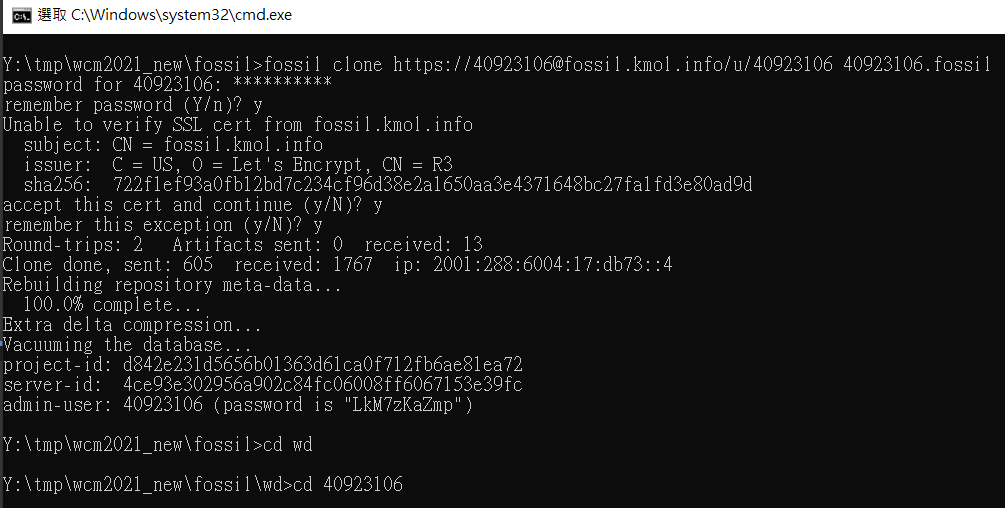 選取 C:\Windows\system32\cmd.exe
Y:\tmp\wcm2021_new\fossil>fossil clone https://40923106@fossil.kmol.info/u/40923106 40923106.fossil
password for 40923106: **********
remember password (Y/n)? y
Unable to verify SSL cert from fossil.kmol.info
  subject: CN = fossil.kmol.info
  issuer:  C = US, O = Let's Encrypt, CN = R3
  sha256:  722f1ef93a0fb12bd7c234cf96d38e2a1650aa3e4371648bc27fa1fd3e80ad9d
accept this cert and continue (y/N)? y
remember this exception (y/N)? y
Round-trips: 2   Artifacts sent: 0  received: 13
Clone done, sent: 605  received: 1767  ip: 2001:288:6004:17:db73::4
Rebuilding repository meta-data...
  100.0% complete...
Extra delta compression...
Vacuuming the database...
project-id: d842e231d5656b01363d61ca0f712fb6ae81ea72
server-id:  4ce93e302956a902c84fc06008ff6067153e39fc
admin-user: 40923106 (password is "LkM7zKaZmp")
Y:\tmp\wcm2021_new\fossil>cd wd
Y:\tmp\wcm2021_new\fossil\wd>cd 40923106